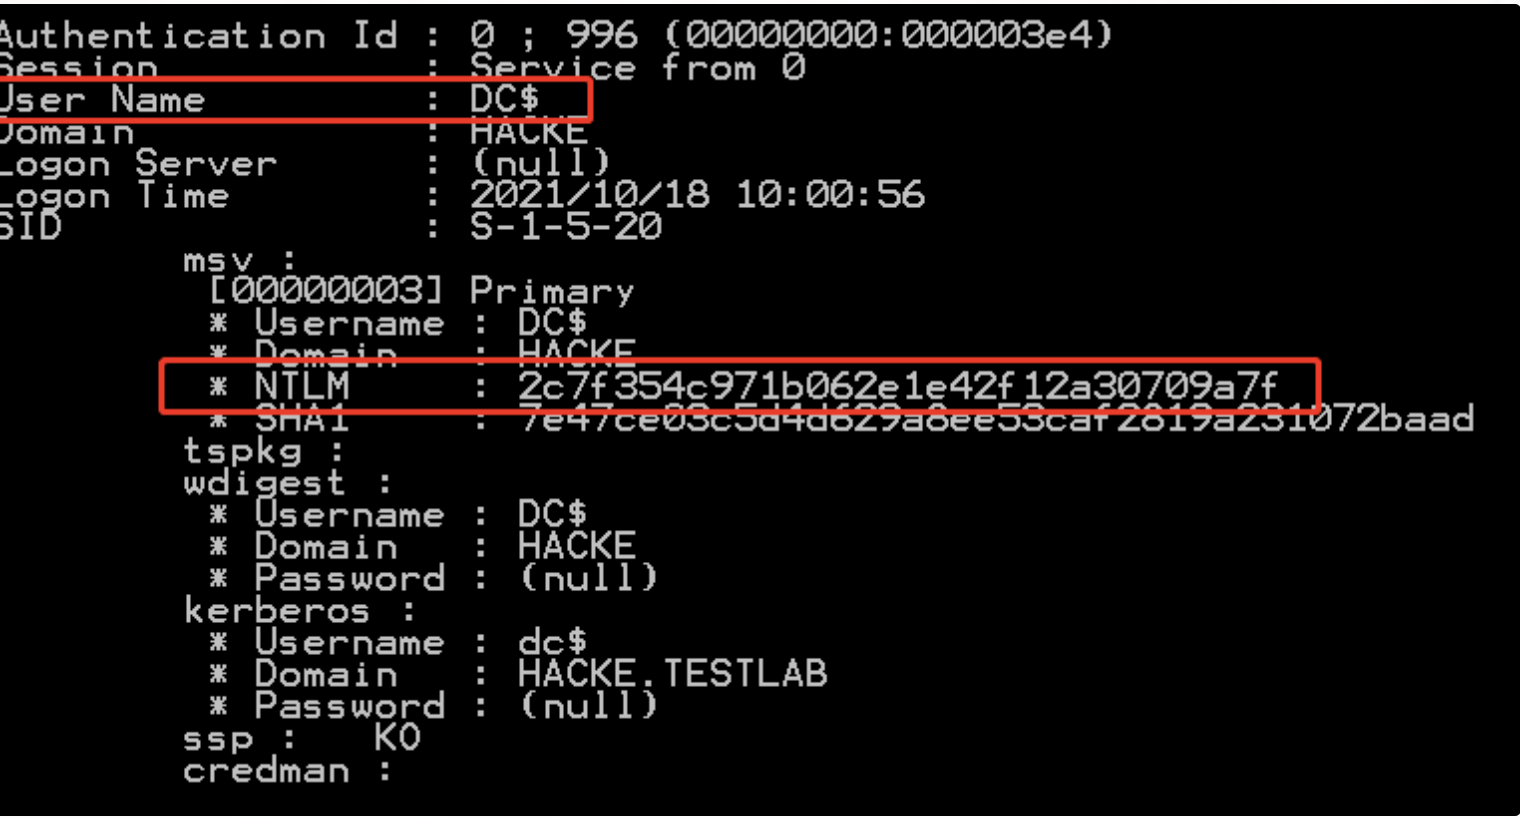 Authentication Id : 0 ; 996 (00000000:000003e4)
Session : Service from 0
User Name : DC$
Domain : HACKE
Logon Server : (null)
Logon Time : 2021/10/18 10:00:56
SID : S-1-5-20
msv :
[00000003] Primary
* Username : DC$
* Domain : HACKE
* NTLM : 2c7f354c971b062e1e42f12a30709a7f
* SHA1 : 7e47ce03c5d4d629a8ee53caf2819a231072baad
tspkg :
wdigest :
* Username : DC$
* Domain : HACKE
* Password : (null)
kerberos :
* Username : dc$
* Domain : HACKE.TESTLAB
* Password : (null)
ssp : KO
credman :